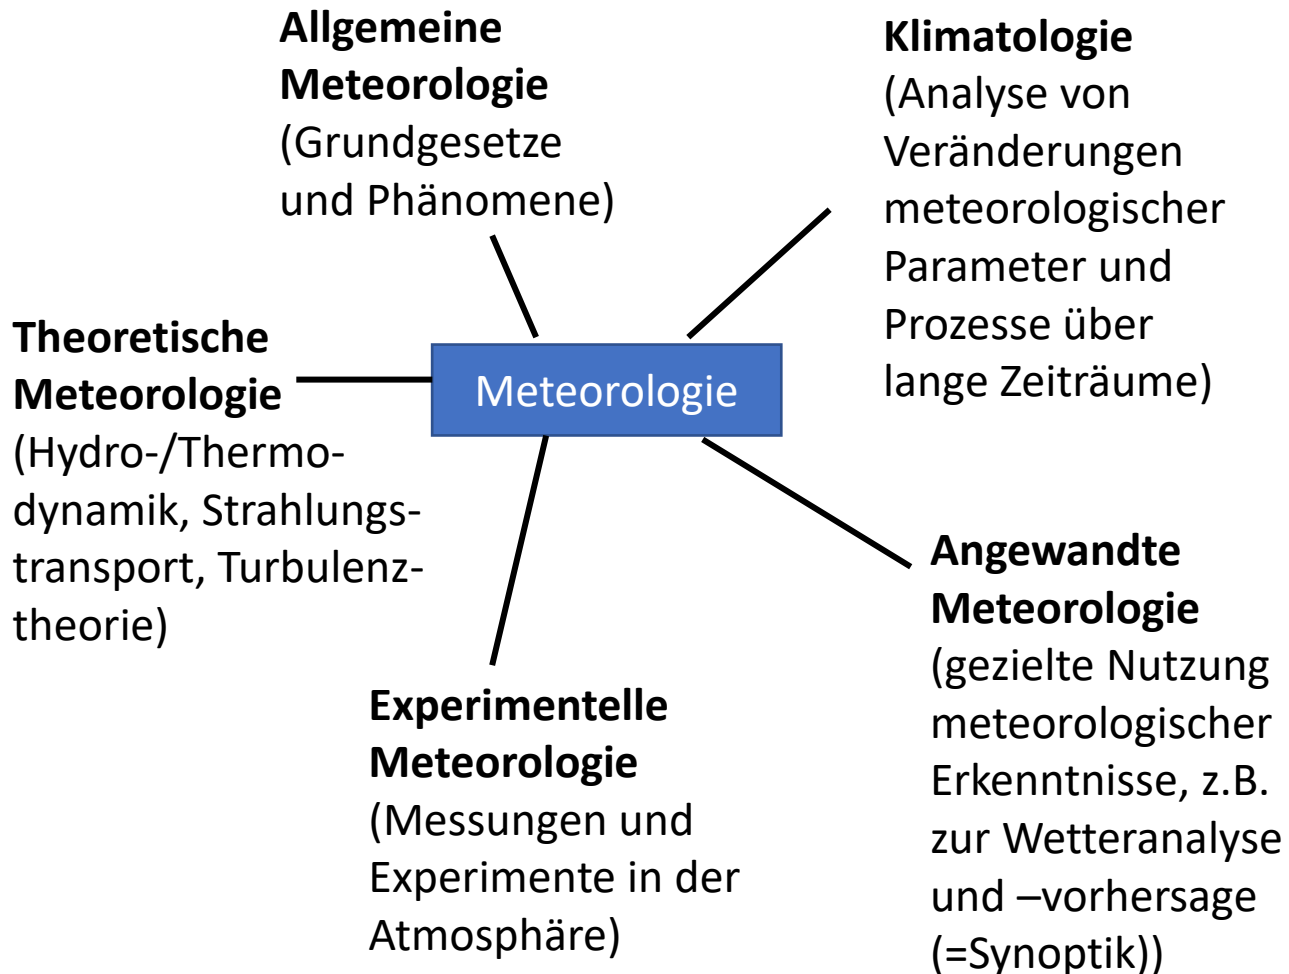 Allgemeine
Meteorologie
(Grundgesetze
und Phänomene)
Klimatologie
(Analyse von
Veränderungen
meteorologischer
Parameter und
Prozesse über
lange Zeiträume)
Theoretische
Meteorologie
(Hydro-/Thermo-
dynamik, Strahlungs-
transport, Turbulenz-
theorie)
Meteorologie
Experimentelle
Meteorologie
(Messungen und
Experimente in der
Atmosphäre)
Angewandte
Meteorologie
(gezielte Nutzung
meteorologischer
Erkenntnisse, z.B.
zur Wetteranalyse
und –vorhersage
(=Synoptik))